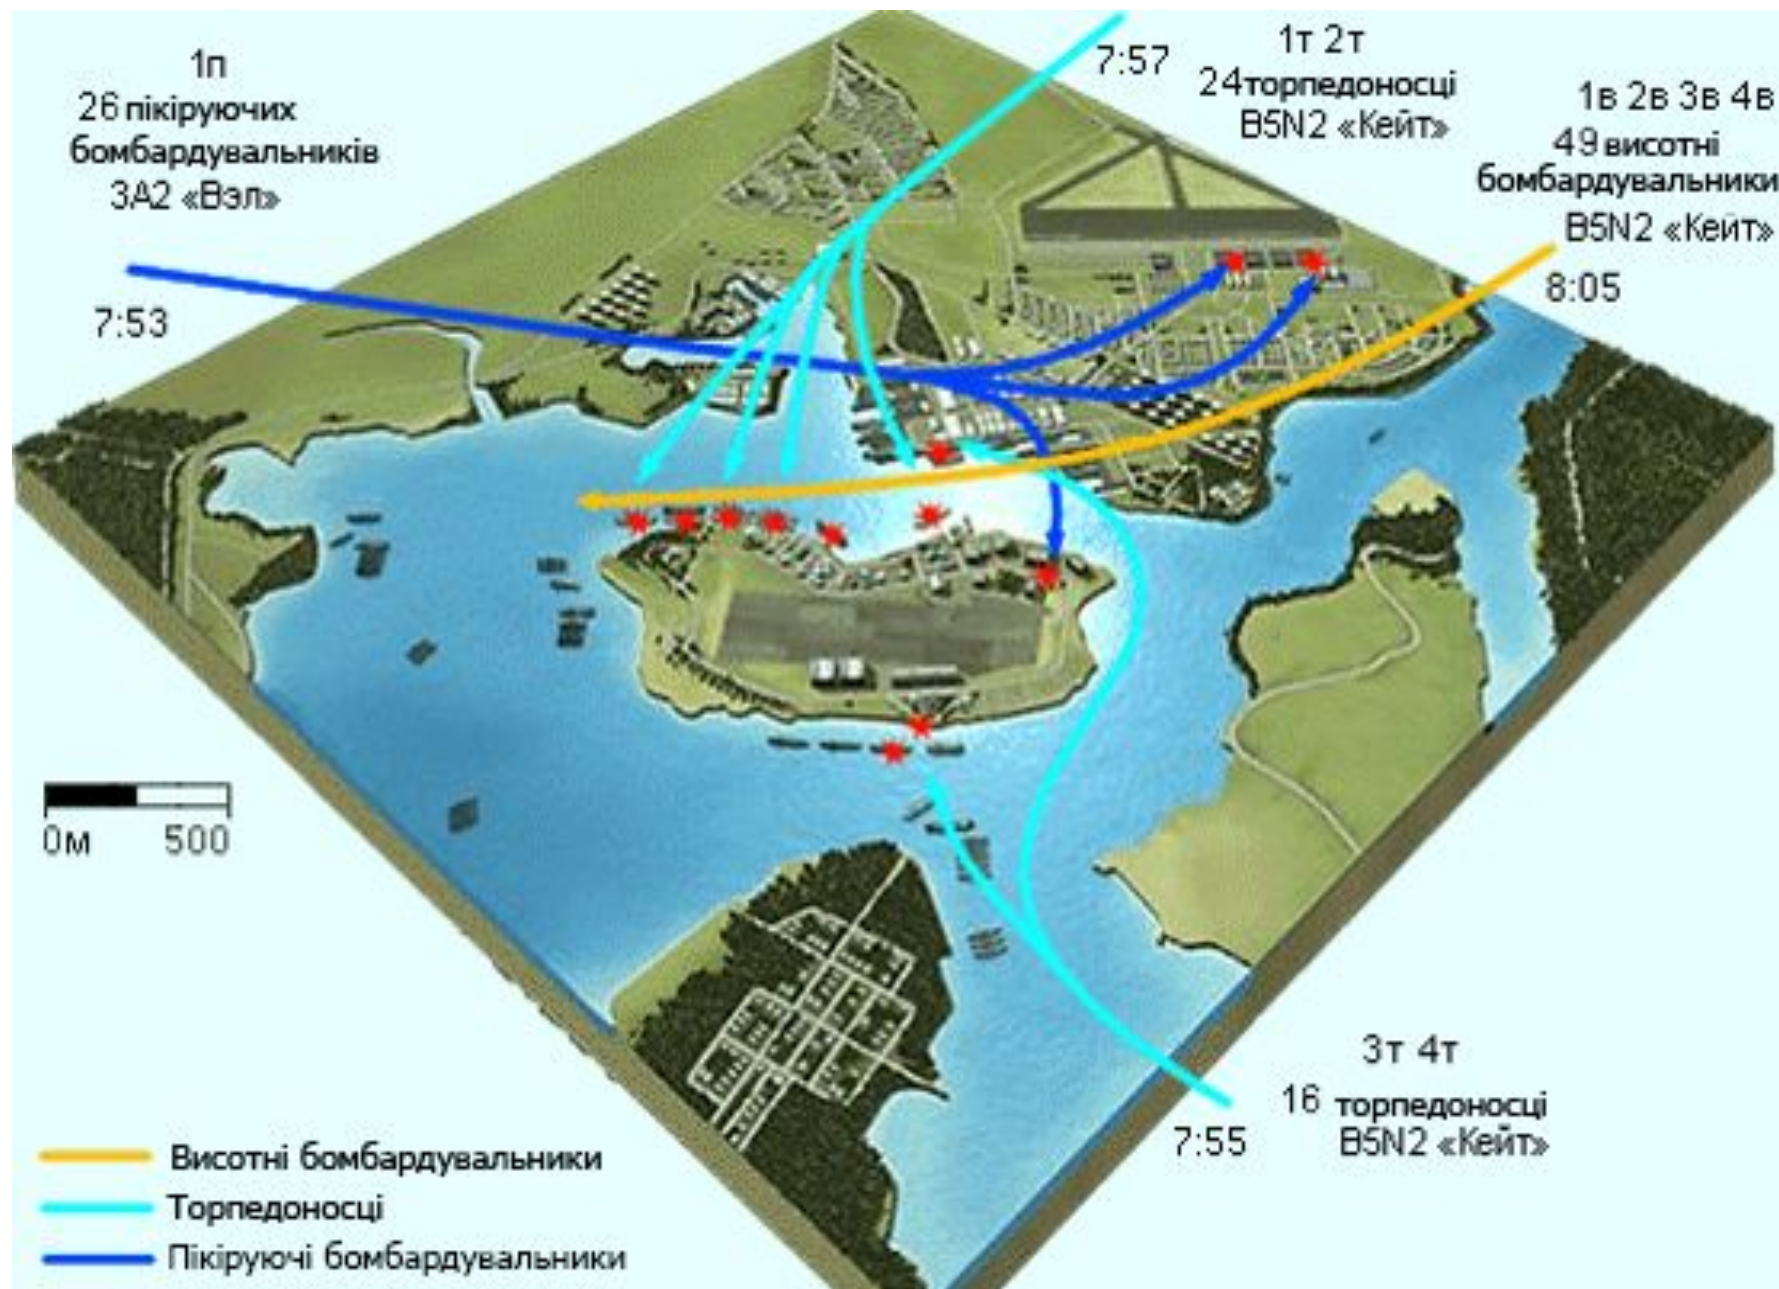 1п
26 пікіруючих
бомбардувальників
3А2 «Вэл»
7:53
7:57
1т 2т
24торпедоносці
B5N2 «Кейт»
1в 2в 3в 4в
49 висотні
бомбардувальники
B5N2 «Кейт»
8:05
0м 500
3т 4т
16 торпедоносці
B5N2 «Кейт»
7:55
Висотні бомбардувальники
Торпедоносці
Пікіруючі бомбардувальники